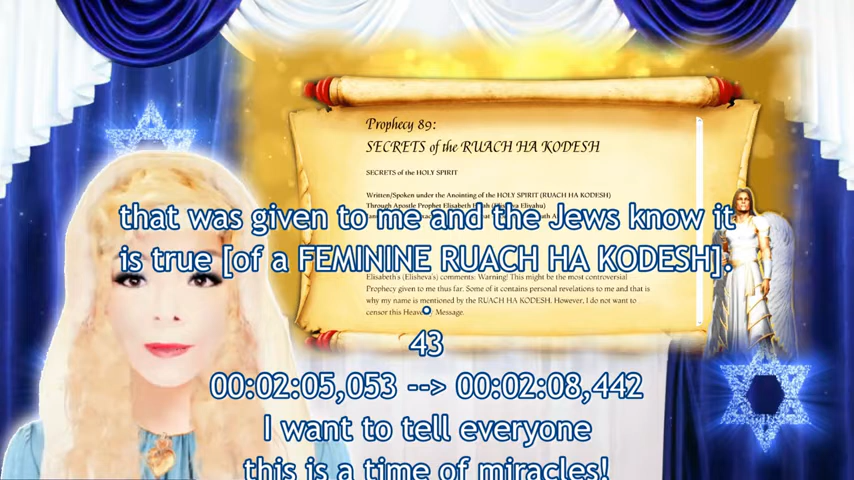 Prophecy 89:
SECRETS of the RUACH HA KODESH
SECRETS of the HOLY SPIRIT
Written/Spoken under the Anointing of the HOLY SPIRIT (RUACH HA KODESH)
Through Apostle Prophet Elisabeth Eliyahu)
that was given to me and the Jews know it
is true [of a FEMININE RUACH HA KODESH].
Elisabeth's (Elisheva's) comments: Warning! This might be the most controversial
Prophecy given to me thus far. Some of it contains personal revelations to me and that is
why my name is mentioned by the RUACH HA KODESH. However, I do not want to
censor this Message.
43
00:02:05,053 --> 00:02:08,442
I want to tell everyone
this is a time of miracles!